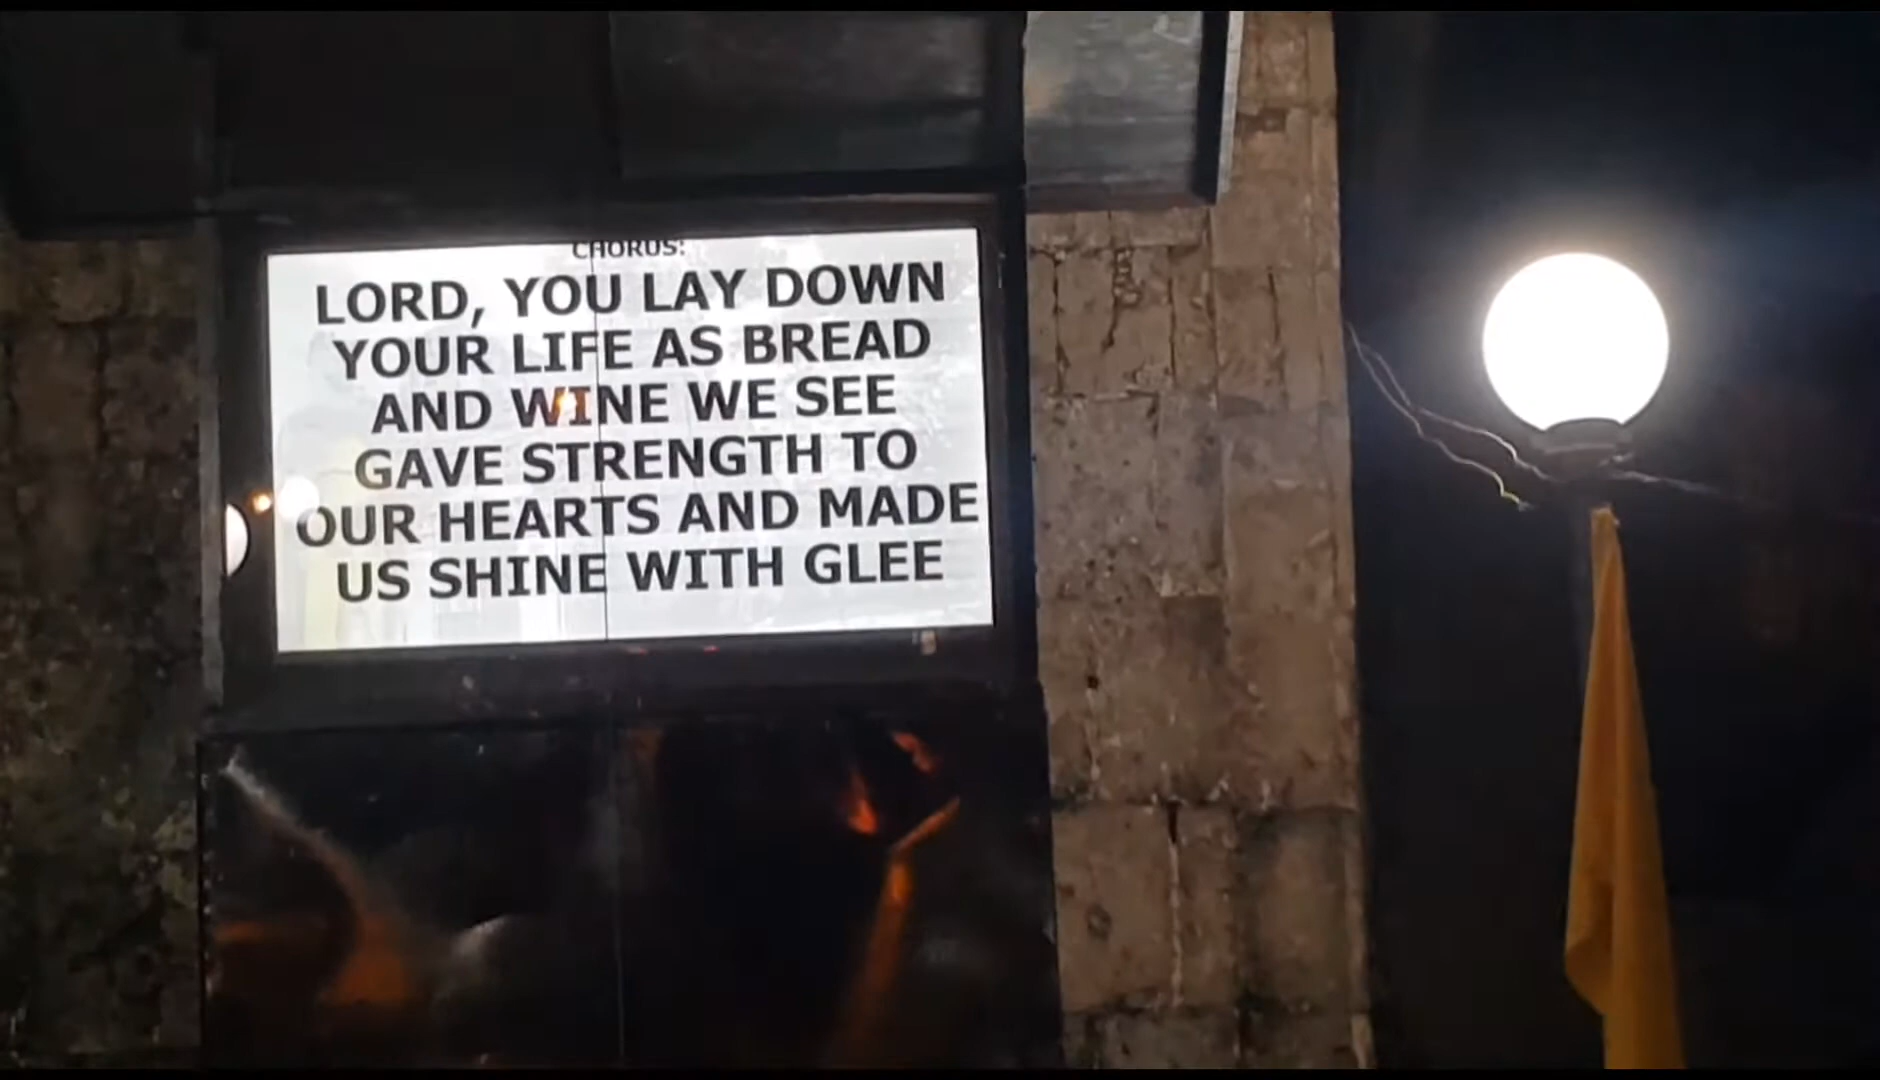 CHORUS:
LORD, YOU LAY DOWN
YOUR LIFE AS BREAD
AND WINE WE SEE
GAVE STRENGTH TO
OUR HEARTS AND MADE
US SHINE WITH GLEE